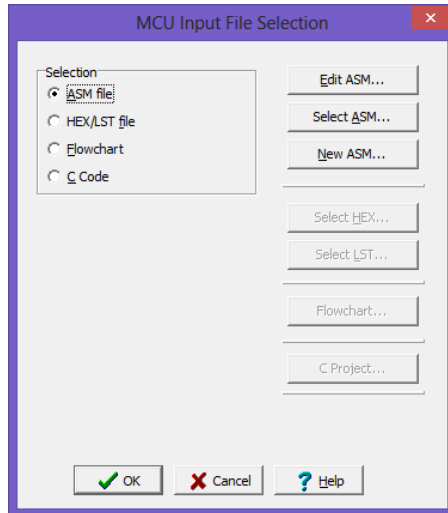 MCU Input File Selection
Selection
ASM file
HEX/LST file
Flowchart
C Code
Edit ASM...
Select ASM...
New ASM...
Select HEX...
Select LST...
Flowchart...
C Project...
OK
Cancel
? Help